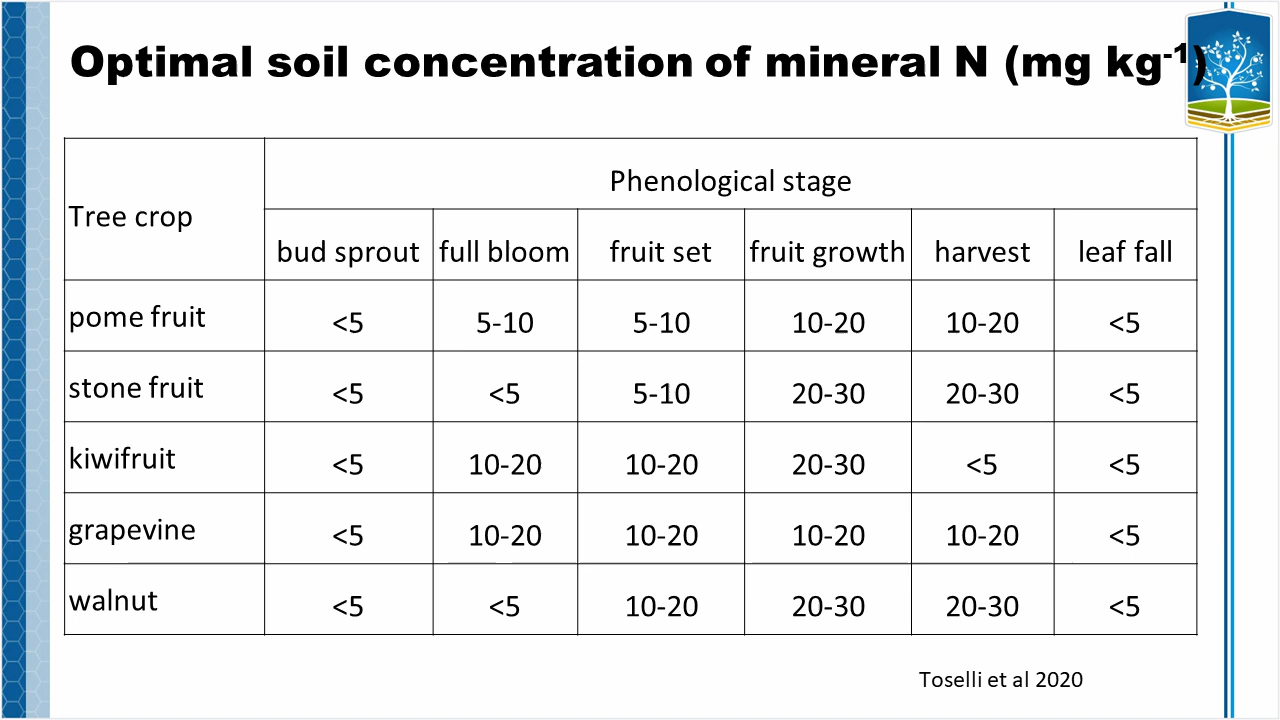 Optimal soil concentration of mineral N (mg kg⁻¹)
Tree crop
Phenological stage
bud sprout full bloom fruit set fruit growth harvest leaf fall
pome fruit <5 5-10 5-10 10-20 10-20 <5
stone fruit <5 <5 5-10 20-30 20-30 <5
kiwifruit <5 10-20 10-20 20-30 <5 <5
grapevine <5 10-20 10-20 10-20 10-20 <5
walnut <5 <5 10-20 20-30 20-30 <5
Toselli et al 2020